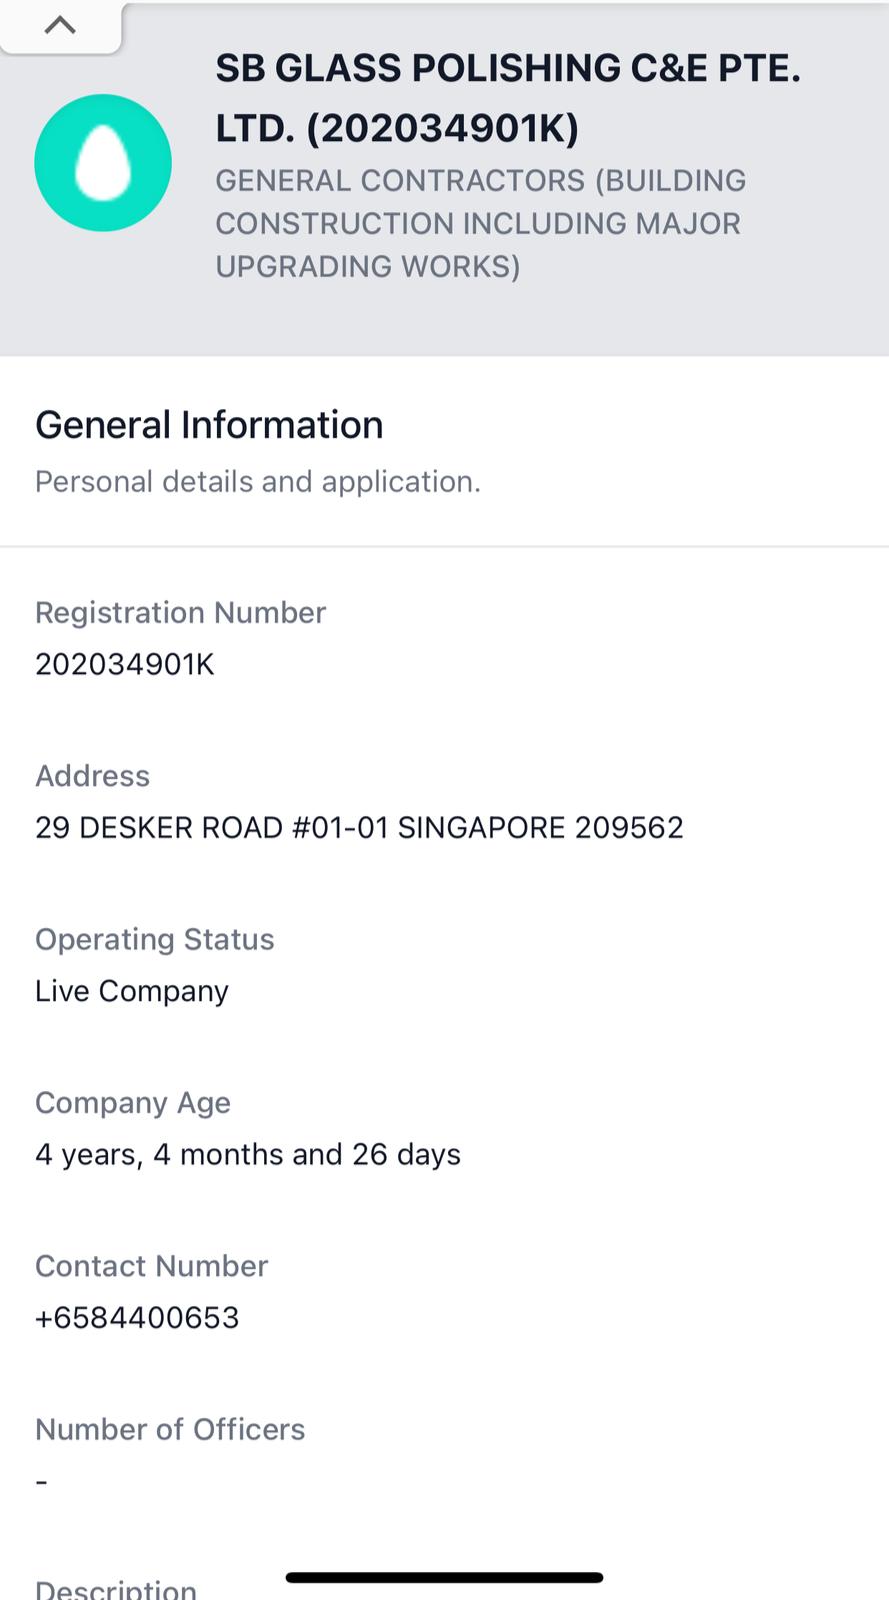 SB GLASS POLISHING C&E PTE.
LTD. (202034901K)
GENERAL CONTRACTORS (BUILDING
CONSTRUCTION INCLUDING MAJOR
UPGRADING WORKS)
General Information
Personal details and application.
Registration Number
202034901K
Address
29 DESKER ROAD #01-01 SINGAPORE 209562
Operating Status
Live Company
Company Age
4 years, 4 months and 26 days
Contact Number
+6584400653
Number of Officers
-
Description